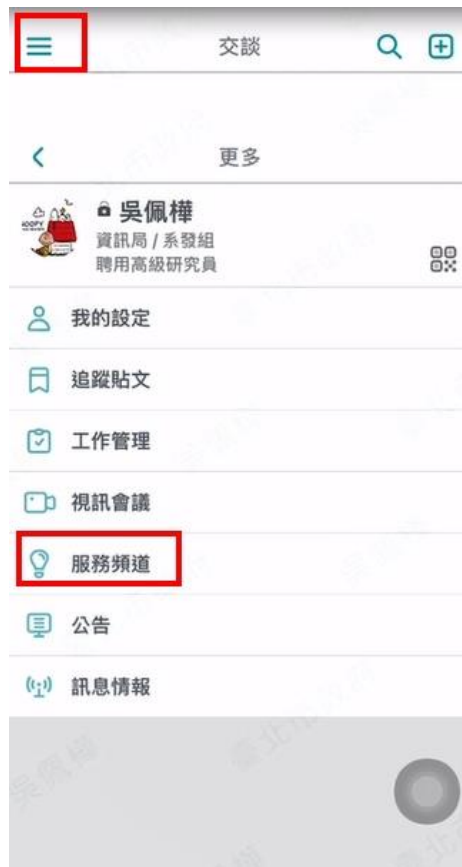 交談
更多
吳佩樺
資訊局 / 系發組
聘用高級研究員
我的設定
追蹤貼文
工作管理
視訊會議
服務頻道
公告
訊息情報